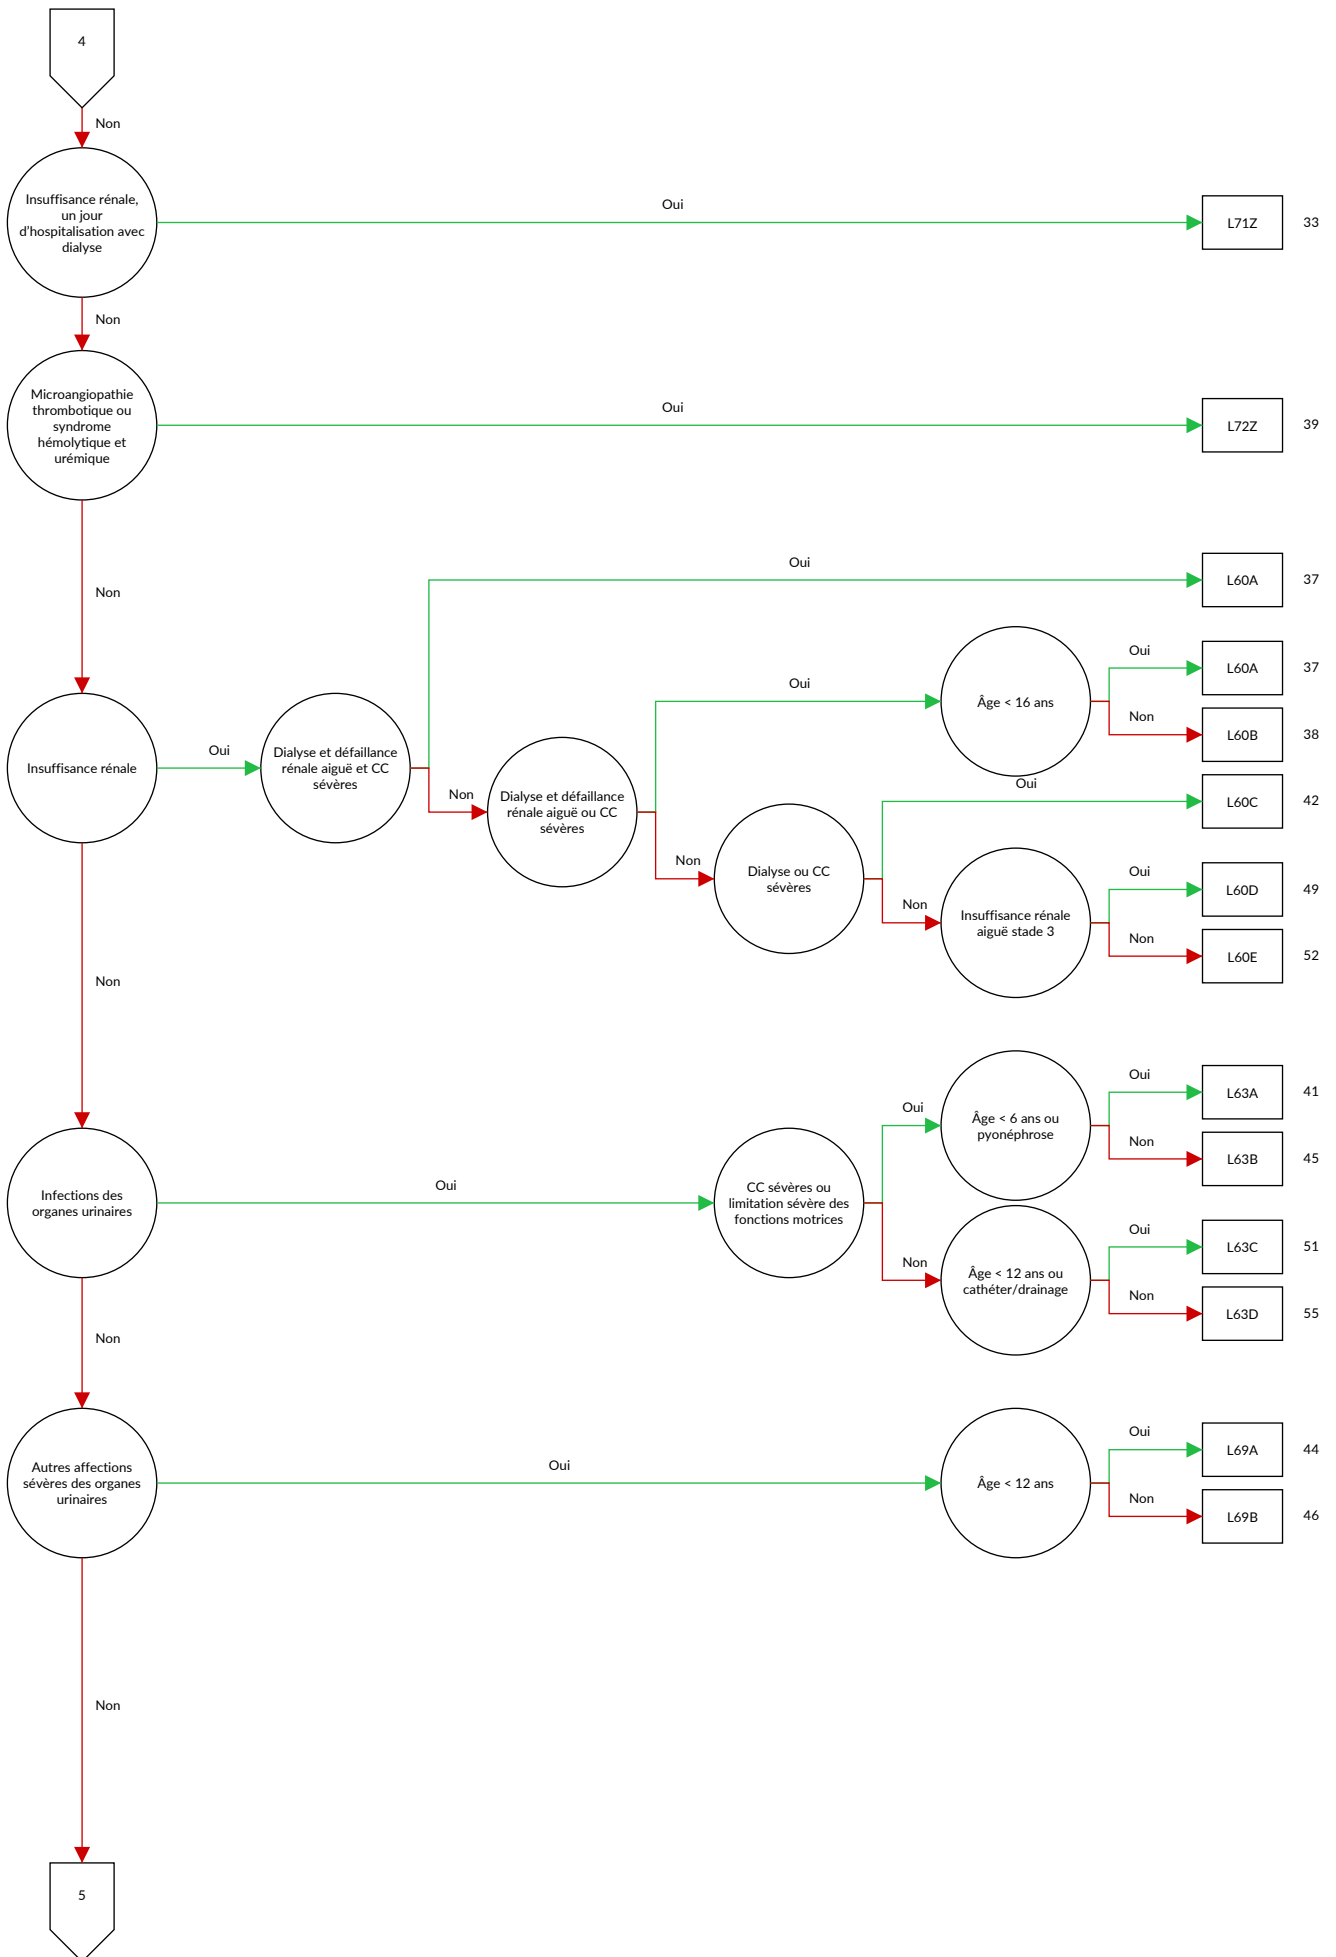 4
Non
Insuffisance rénale,
un jour
d'hospitalisation avec
dialyse
Oui
L71Z
33
Non
Microangiopathie
thrombotique ou
syndrome
hémolytique et
urémique
Oui
L72Z
39
Non
Oui
L60A
37
Insuffisance rénale
Oui
Dialyse et défaillance
rénale aiguë et CC
sévères
Non
Dialyse et défaillance
rénale aiguë ou CC
sévères
Oui
Âge < 16 ans
Oui
L60A
37
Non
L60B
38
Non
Dialyse ou CC
sévères
Oui
L60C
42
Non
Insuffisance rénale
aiguë stade 3
Oui
L60D
49
Non
L60E
52
Non
Infections des
organes urinaires
Oui
CC sévères ou
limitation sévère des
fonctions motrices
Oui
Âge < 6 ans ou
pyonéphrose
Oui
L63A
41
Non
L63B
45
Non
Âge < 12 ans ou
cathéter/drainage
Oui
L63C
51
Non
L63D
55
Non
Autres affections
sévères des organes
urinaires
Oui
Âge < 12 ans
Oui
L69A
44
Non
L69B
46
Non
5